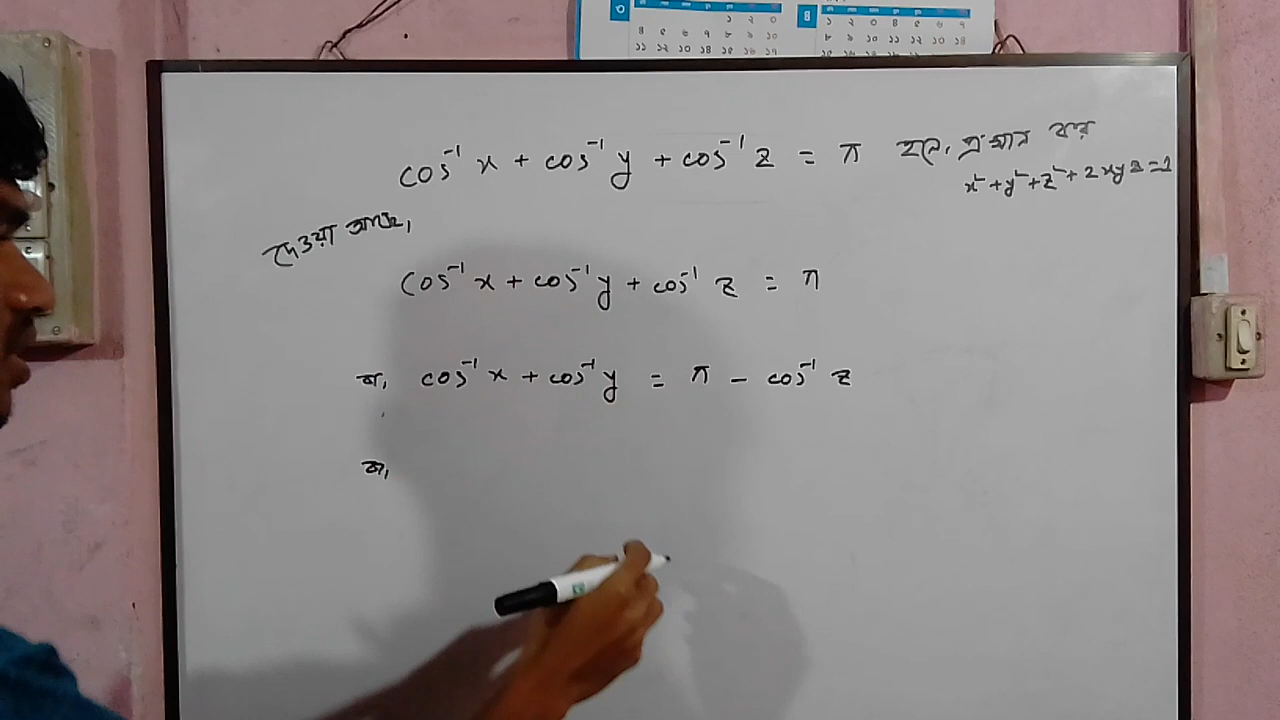 cos⁻¹x + cos⁻¹y + cos⁻¹z = π হলে, প্রমাণ কর
x² + y² + z² + 2xyz = 1
দেওয়া আছে,
cos⁻¹x + cos⁻¹y + cos⁻¹z = π
বা, cos⁻¹x + cos⁻¹y = π - cos⁻¹z
বা,